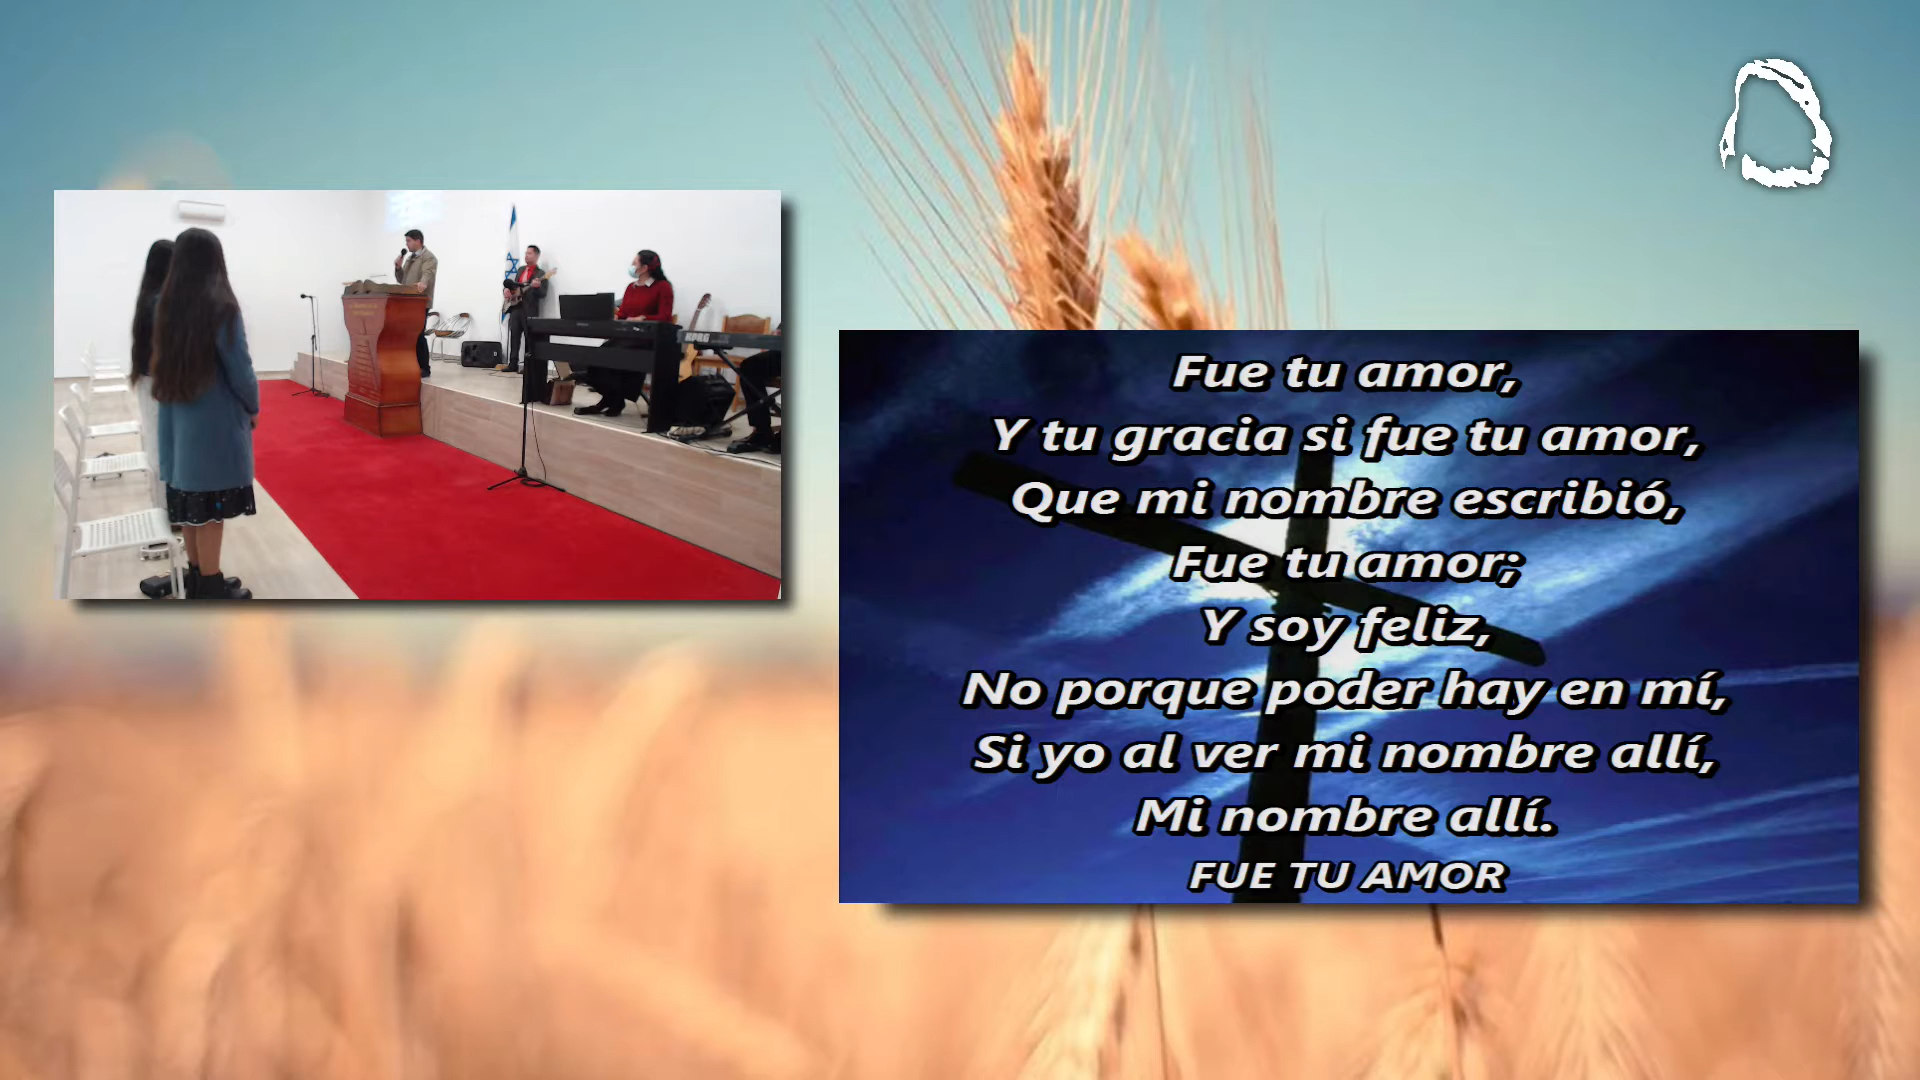 KORG
Fue tu amor,
Y tu gracia si fue tu amor,
Que mi nombre escribió,
Fue tu amor;
Y soy feliz,
No porque poder hay en mí,
Si yo al ver mi nombre allí,
Mi nombre allí.
FUE TU AMOR